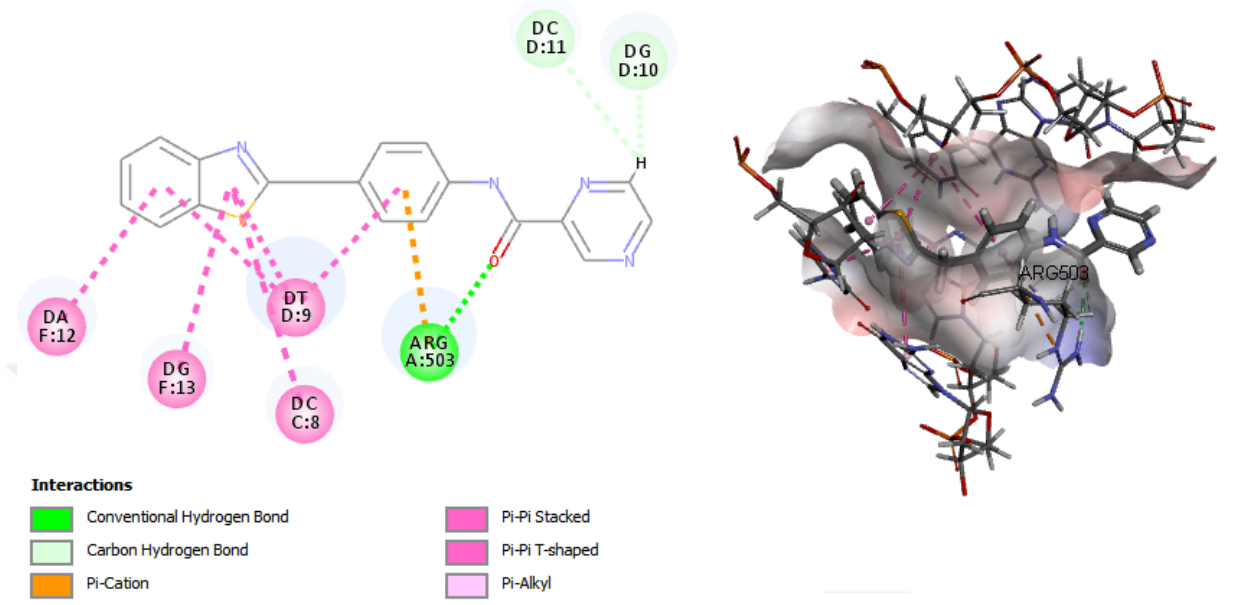 DC
D:11
DG
D:10
H
N
N
N
S
O
N
DA
F:12
DT
D:9
ARG
A:503
DG
F:13
DC
C:8
ARG503
Interactions
Conventional Hydrogen Bond
Carbon Hydrogen Bond
Pi-Cation
Pi-Pi Stacked
Pi-Pi T-shaped
Pi-Alkyl